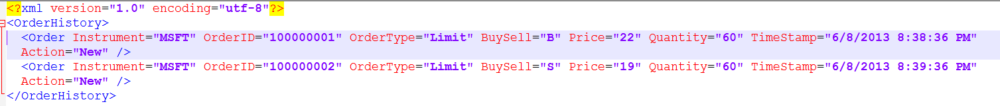 <?xml version="1.0" encoding="utf-8"?>
<OrderHistory>
<Order Instrument="MSFT" OrderID="100000001" OrderType="Limit" BuySell="B" Price="22" Quantity="60" TimeStamp="6/8/2013 8:38:36 PM"
Action="New" />
<Order Instrument="MSFT" OrderID="100000002" OrderType="Limit" BuySell="S" Price="19" Quantity="60" TimeStamp="6/8/2013 8:39:36 PM"
Action="New" />
</OrderHistory>